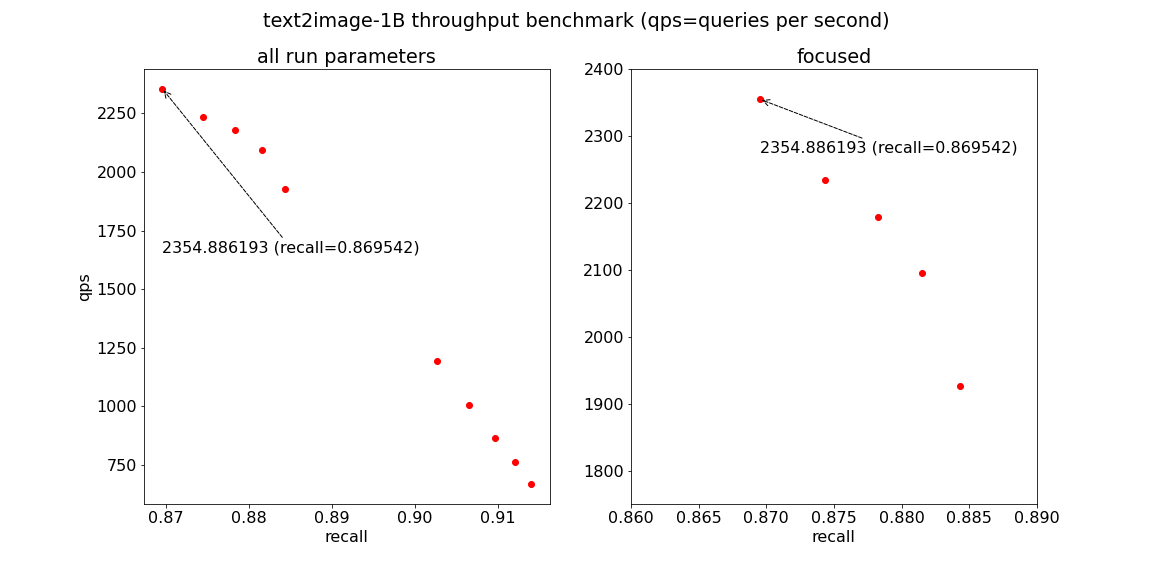 text2image-1B throughput benchmark (qps=queries per second)
all run parameters
2250
2000
1750
1500
1250
1000
750
qps
2354.886193 (recall=0.869542)
0.87 0.88 0.89 0.90 0.91
recall
focused
2400
2300
2200
2100
2000
1900
1800
2354.886193 (recall=0.869542)
0.860 0.865 0.870 0.875 0.880 0.885 0.890
recall